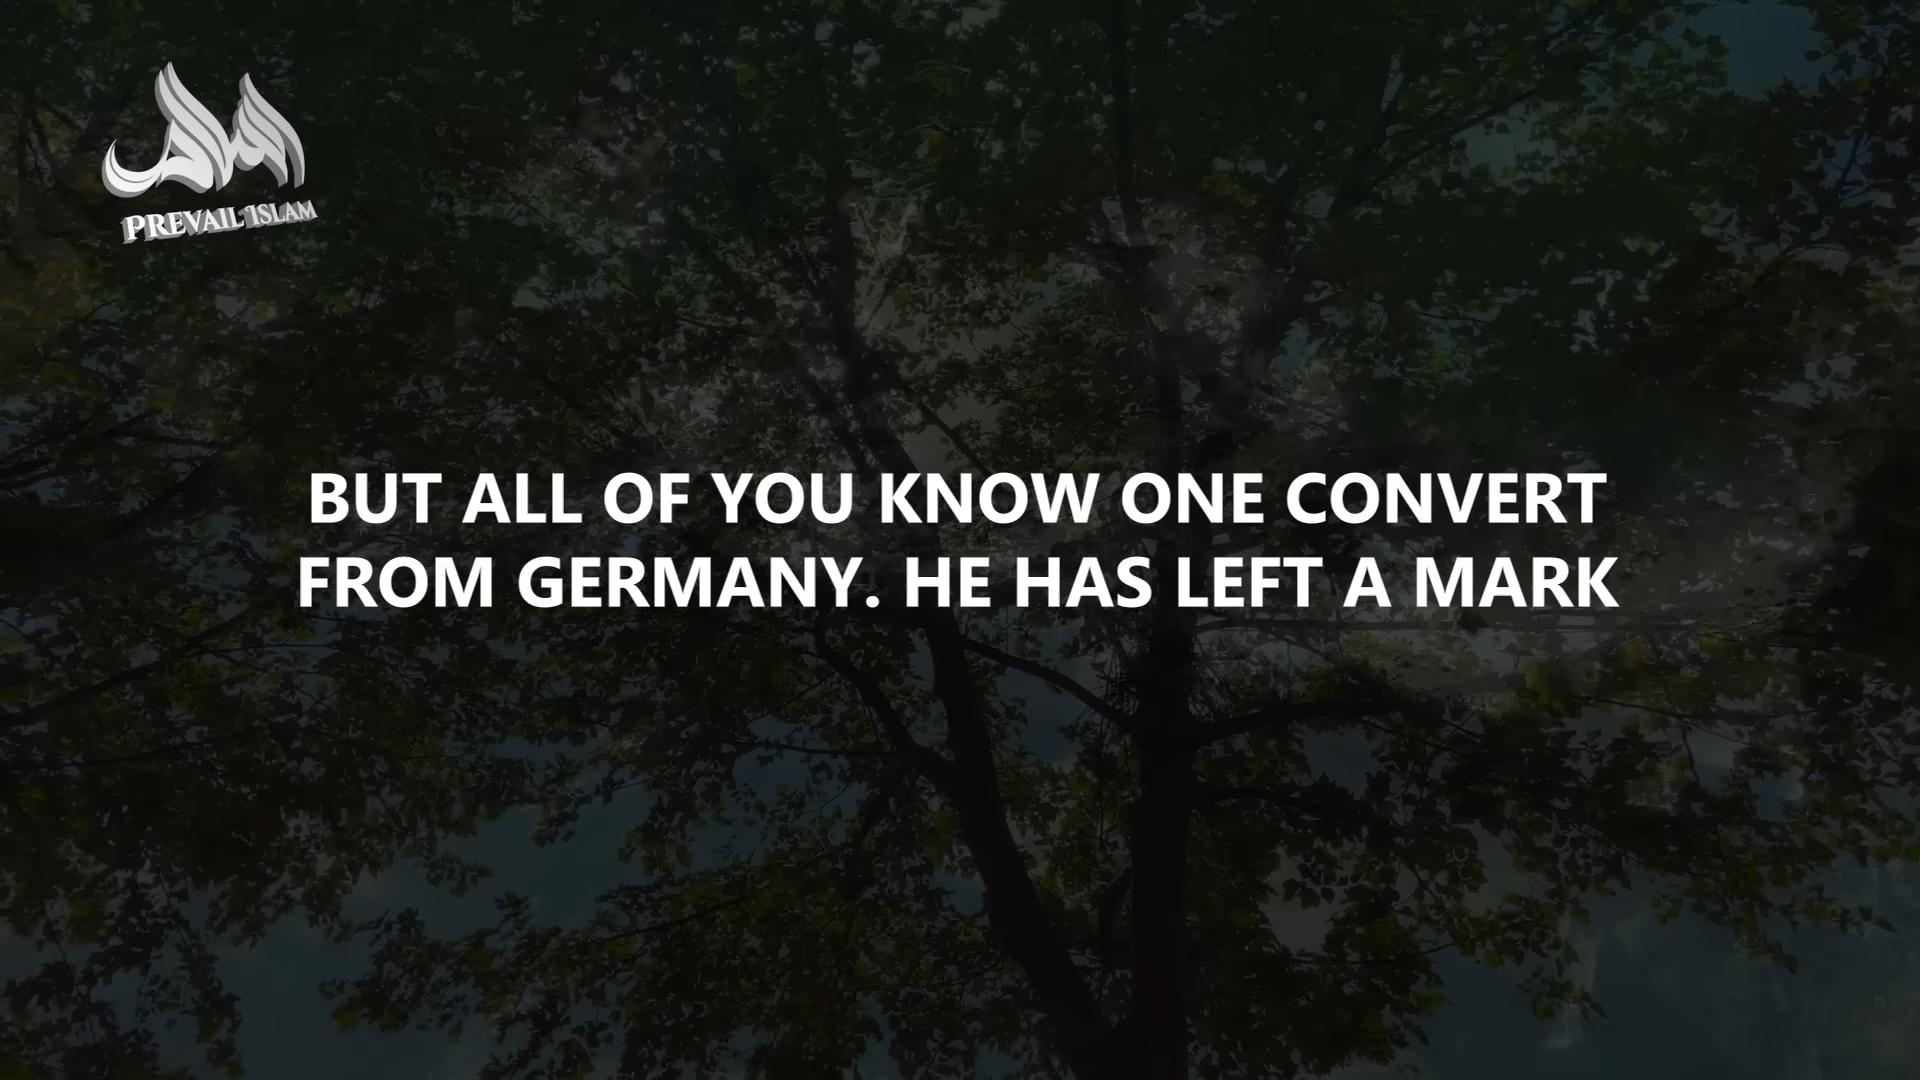 PREVAIL ISLAM
BUT ALL OF YOU KNOW ONE CONVERT
FROM GERMANY. HE HAS LEFT A MARK